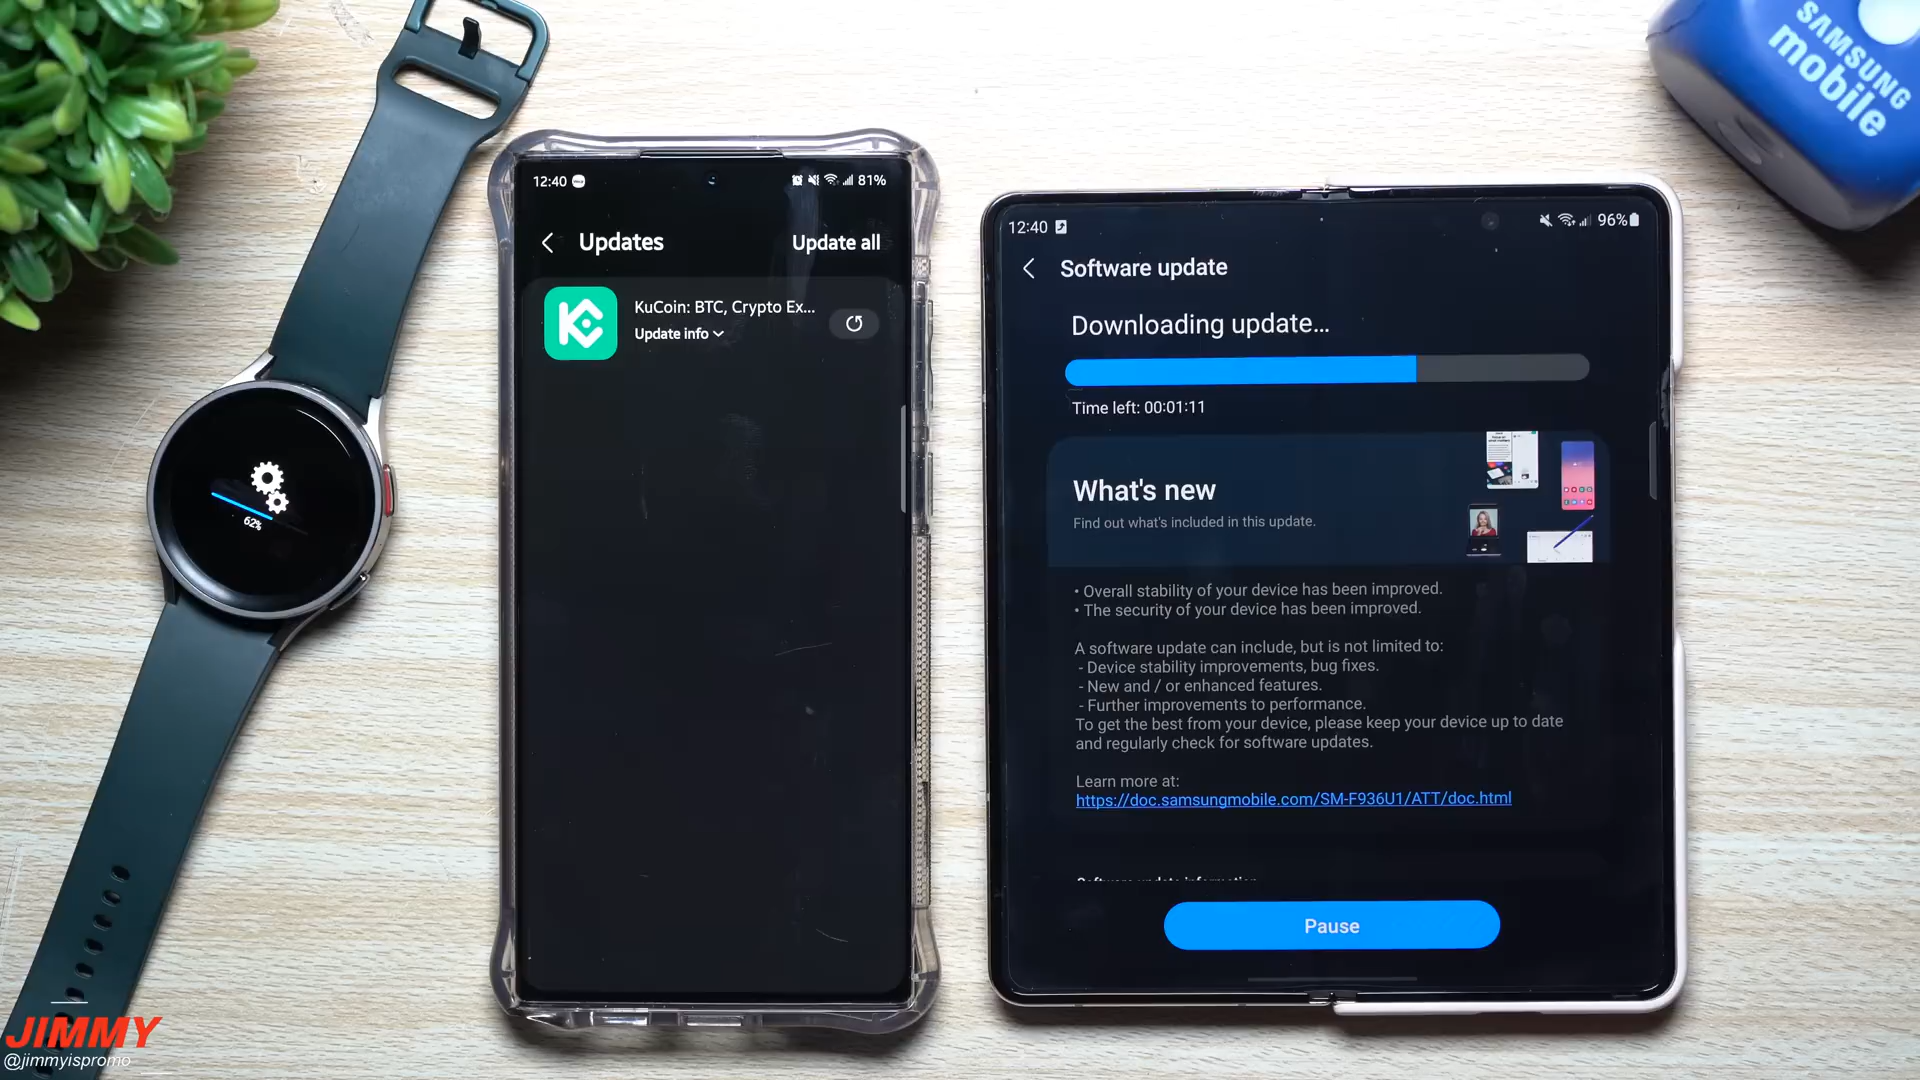 SAMSUNG
mobile
62%
12:40
81%
Updates
Update all
KuCoin: BTC, Crypto Ex...
Update info
12:40
96%
Software update
Downloading update...
Time left: 00:01:11
What's new
Find out what's included in this update.
• Overall stability of your device has been improved.
• The security of your device has been improved.
A software update can include, but is not limited to:
- Device stability improvements, bug fixes.
- New and / or enhanced features.
- Further improvements to performance.
To get the best from your device, please keep your device up to date
and regularly check for software updates.
Learn more at:
https://doc.samsungmobile.com/SM-F936U1/ATT/doc.html
Software update information
Pause
JIMMY
@jimmyispromo